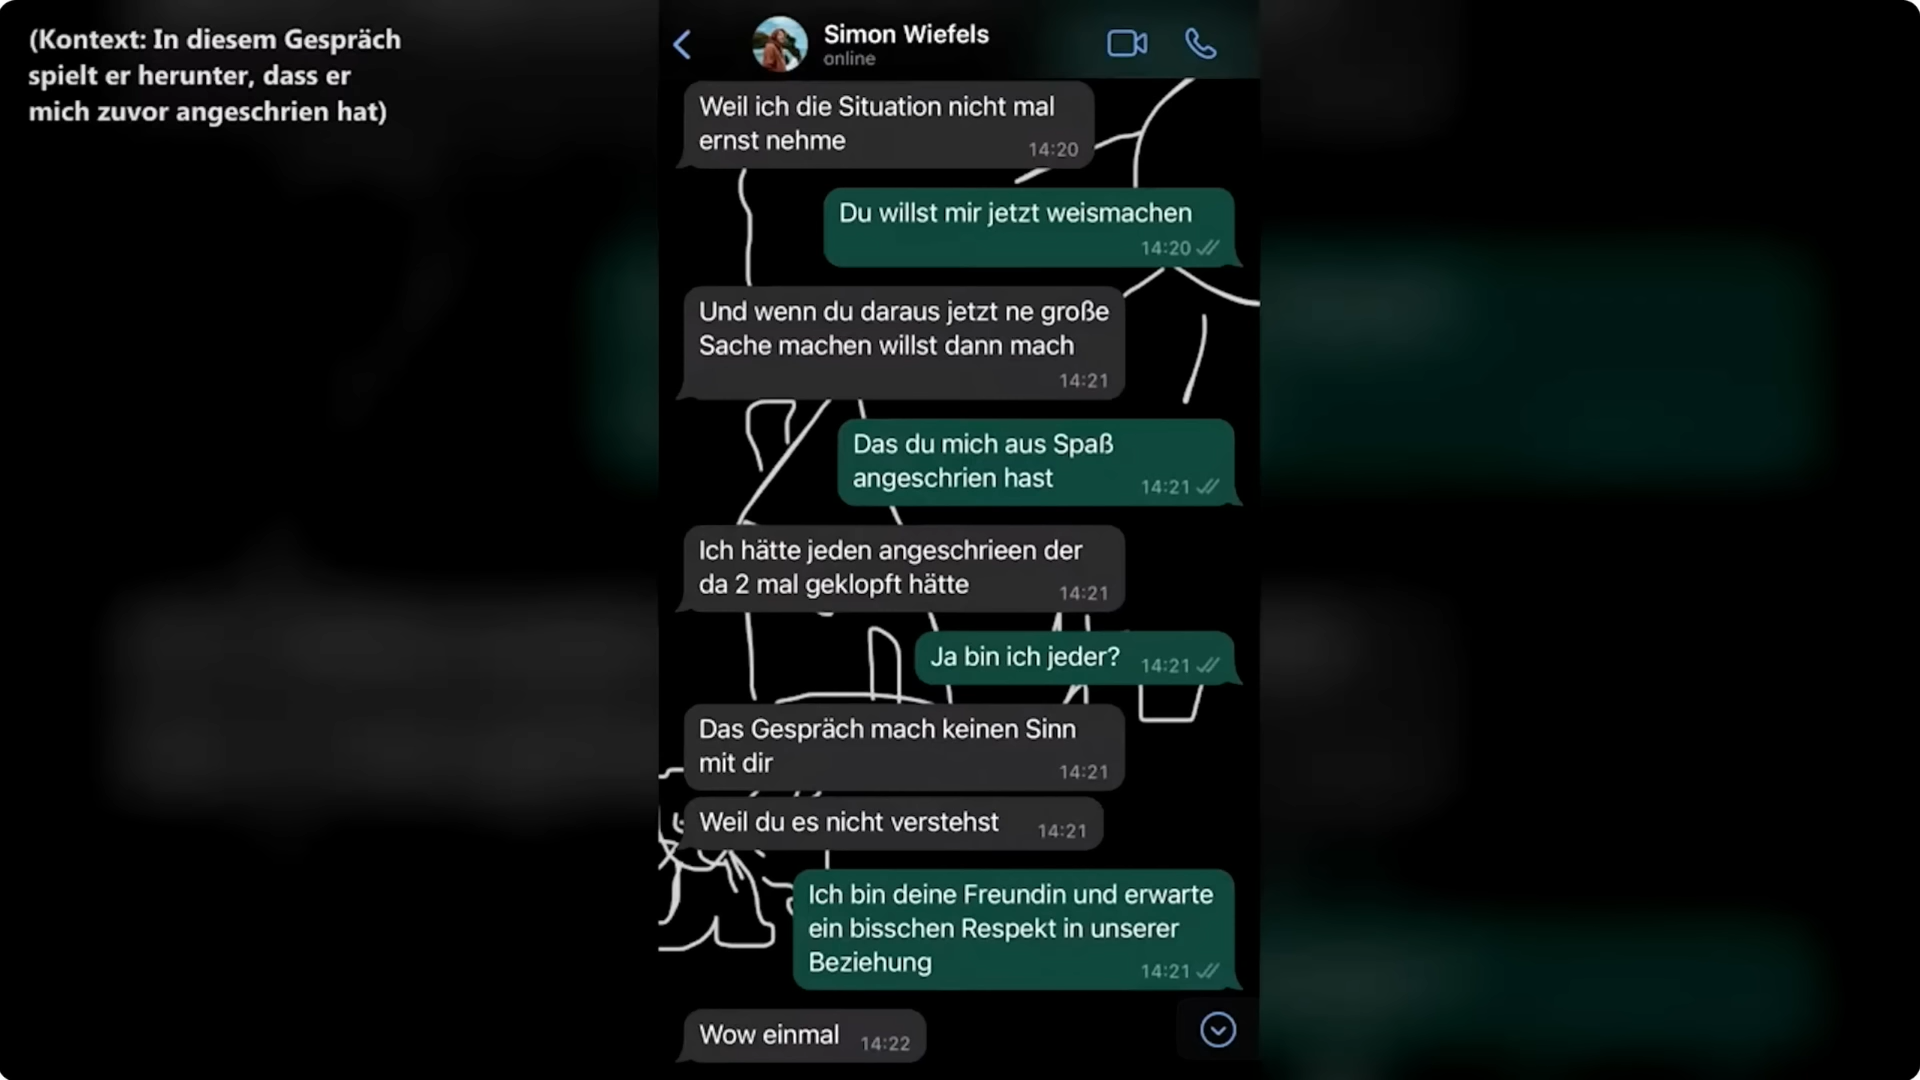 (Kontext: In diesem Gespräch
spielt er herunter, dass er
mich zuvor angeschrien hat)
Simon Wiefels
online
Weil ich die Situation nicht mal
ernst nehme
14:20
Du willst mir jetzt weismachen
14:20
Und wenn du daraus jetzt ne große
Sache machen willst dann mach
14:21
Das du mich aus Spaß
angeschrien hast
14:21
Ich hätte jeden angeschrieen der
da 2 mal geklopft hätte
14:21
Ja bin ich jeder?
14:21
Das Gespräch mach keinen Sinn
mit dir
14:21
Weil du es nicht verstehst
14:21
Ich bin deine Freundin und erwarte
ein bisschen Respekt in unserer
Beziehung
14:21
Wow einmal
14:22